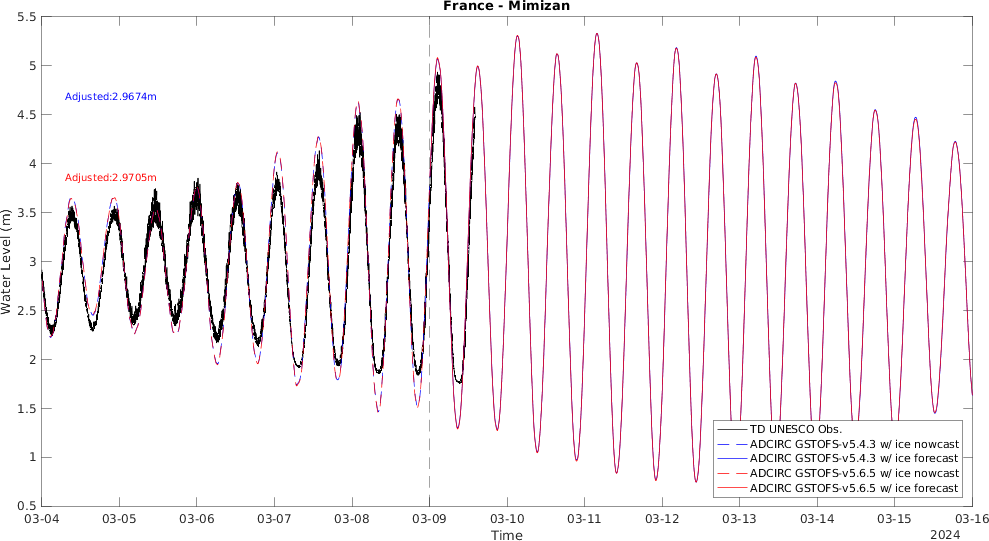 France - Mimizan
Water Level (m)
5.5
5
4.5
4
3.5
3
2.5
2
1.5
1
0.5
Adjusted:2.9674m
Adjusted:2.9705m
TD UNESCO Obs.
ADCIRC GSTOFS-v5.4.3 w/ ice nowcast
ADCIRC GSTOFS-v5.4.3 w/ ice forecast
ADCIRC GSTOFS-v5.6.5 w/ ice nowcast
ADCIRC GSTOFS-v5.6.5 w/ ice forecast
03-04 03-05 03-06 03-07 03-08 03-09 03-10 03-11 03-12 03-13 03-14 03-15 03-16
Time
2024